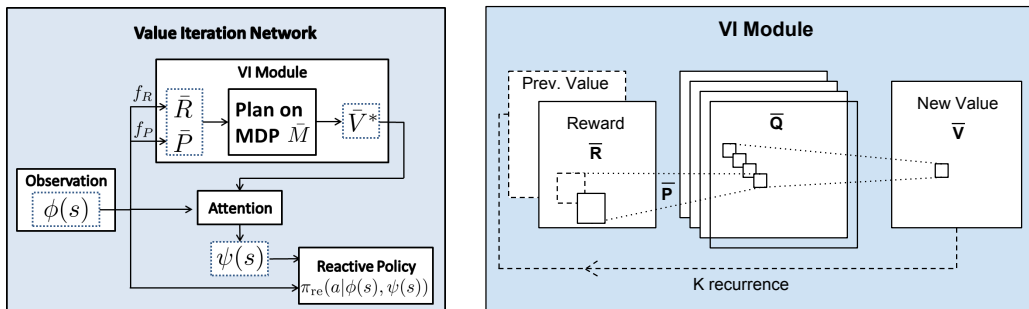 Value Iteration Network
VI Module
f_R
R̄
f_P
P̄
Plan on
MDP M̄
V̄*
Observation
ϕ(s)
Attention
ψ(s)
Reactive Policy
π_re(a|ϕ(s), ψ(s))
VI Module
Prev. Value
Reward
R̄
P̄
Q̄
New Value
V̄
K recurrence